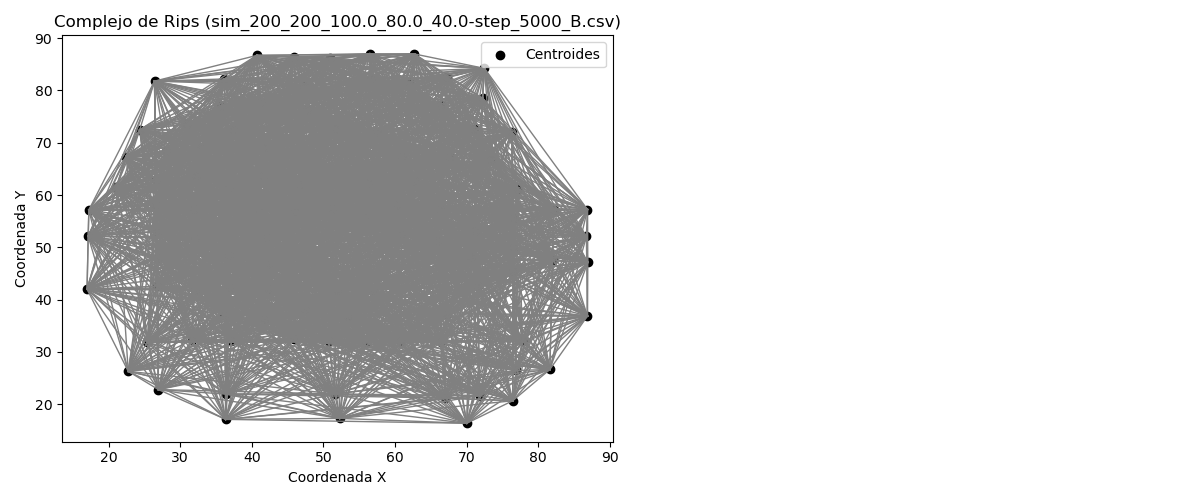 Complejo de Rips (sim_200_200_100.0_80.0_40.0-step_5000_B.csv)
90
80
70
60
50
40
30
20
Coordenada Y
Centroides
20 30 40 50 60 70 80 90
Coordenada X